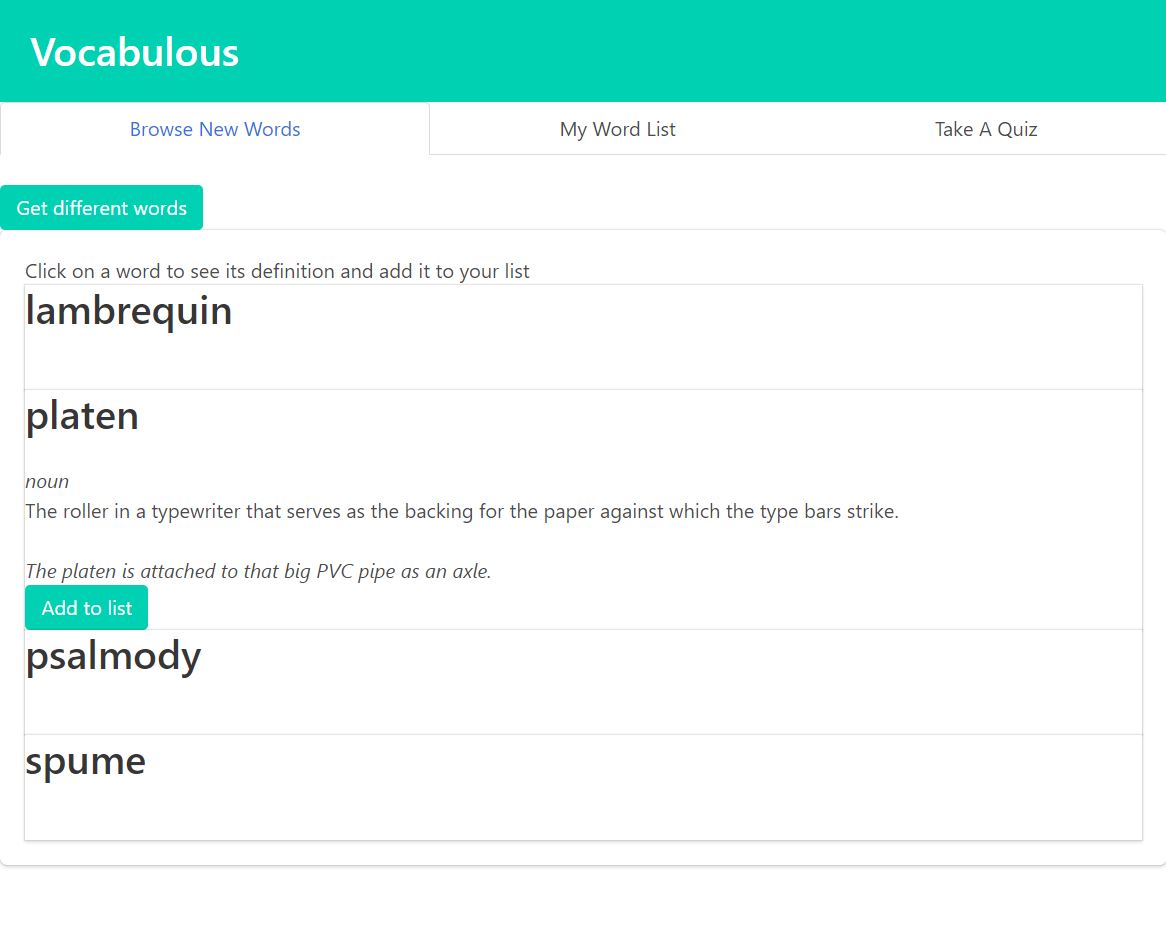 Vocabulous
Browse New Words My Word List Take A Quiz
Get different words
Click on a word to see its definition and add it to your list
lambrequin
platen
noun
The roller in a typewriter that serves as the backing for the paper against which the type bars strike.
The platen is attached to that big PVC pipe as an axle.
Add to list
psalmody
spume